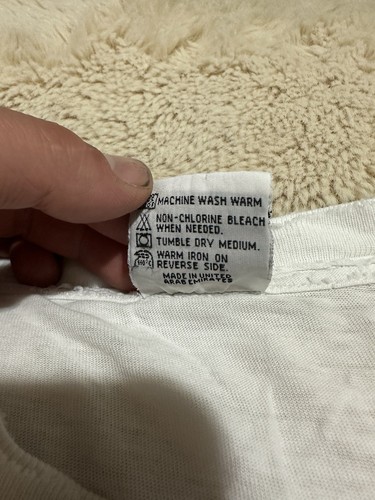 MACHINE WASH WARM
NON-CHLORINE BLEACH
WHEN NEEDED.
TUMBLE DRY MEDIUM.
WARM IRON ON
REVERSE SIDE.
MADE IN UNITED
ARAB EMIRATES